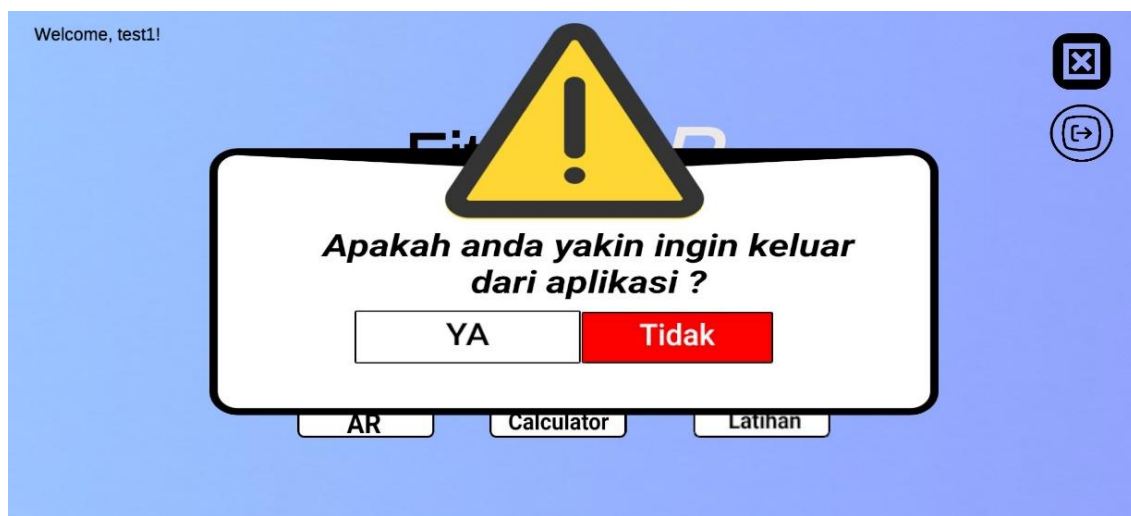 Welcome, test1!
Apakah anda yakin ingin keluar
dari aplikasi ?
YA Tidak
AR Calculator Latihan